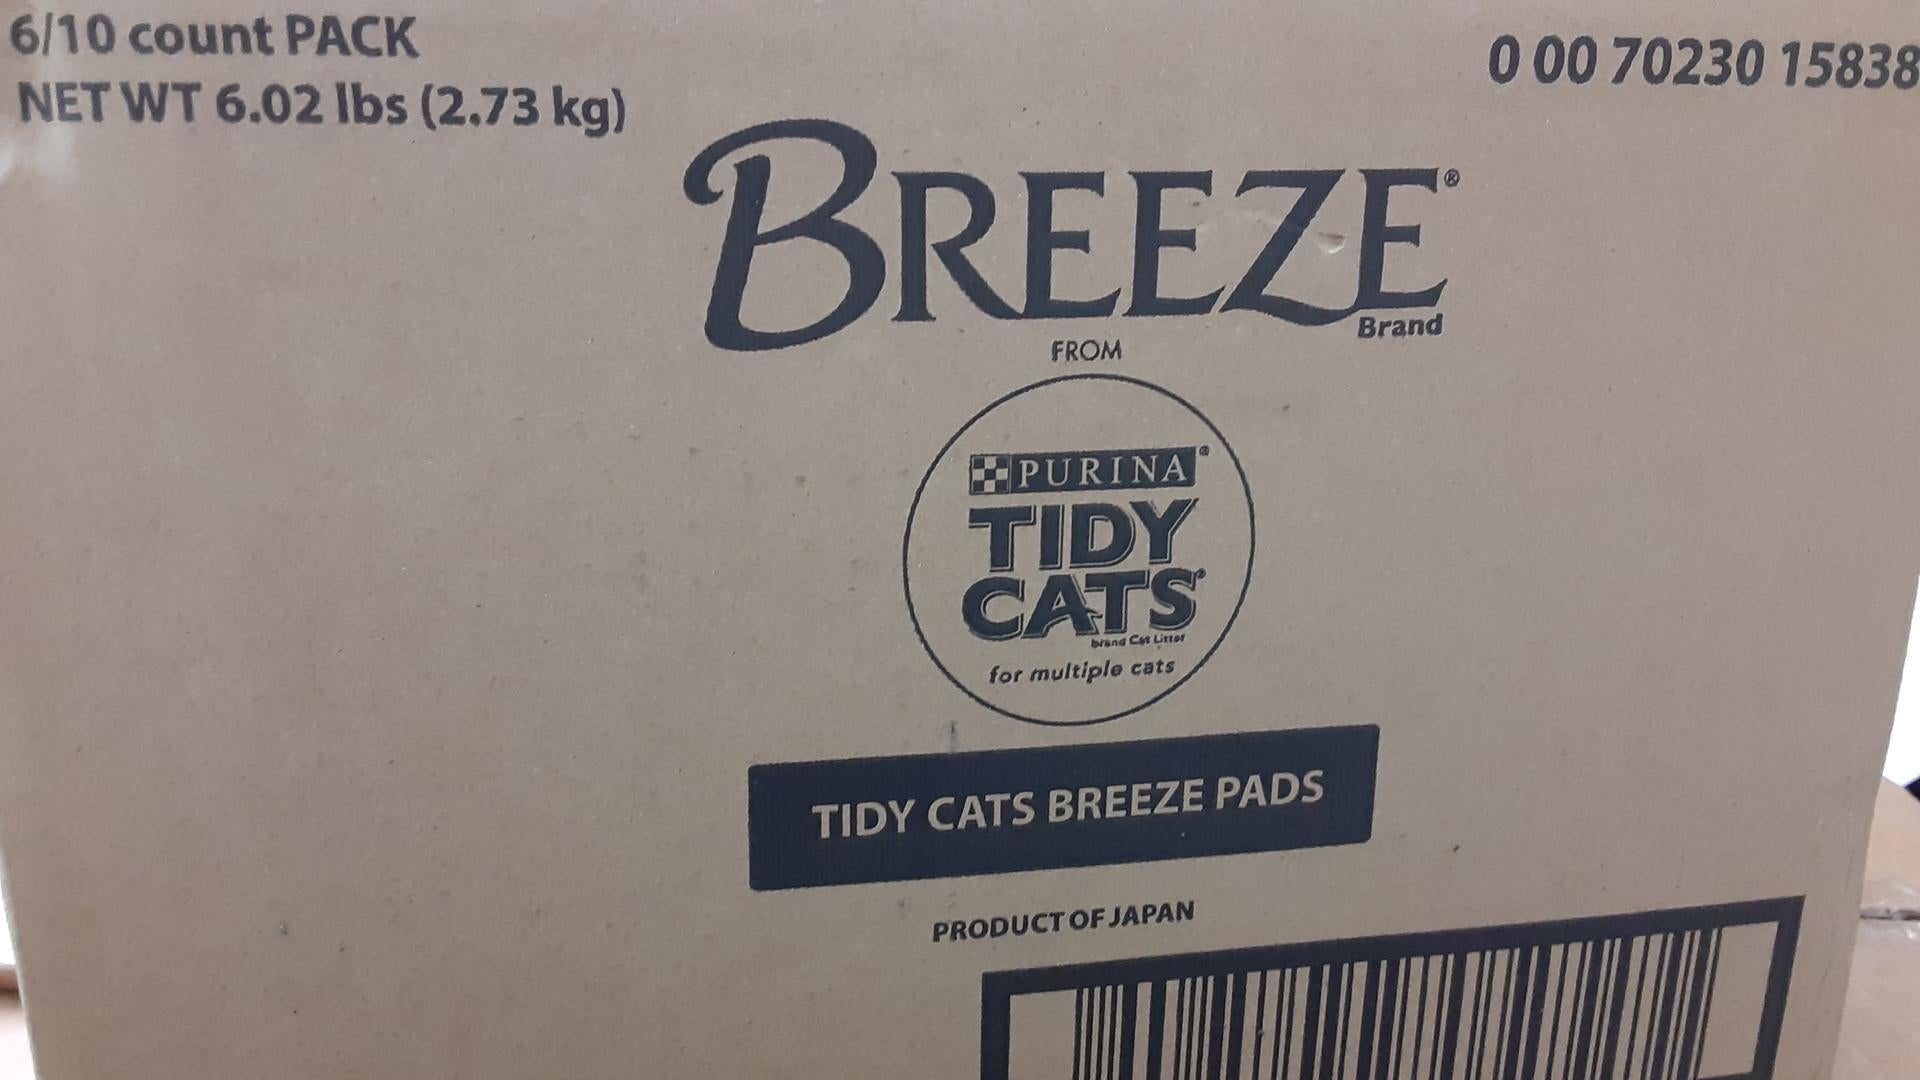 6/10 count PACK
NET WT 6.02 lbs (2.73 kg)
0 00 70230 15838
BREEZE®
Brand
FROM
PURINA®
TIDY
CATS®
brand Cat Litter
for multiple cats
TIDY CATS BREEZE PADS
PRODUCT OF JAPAN